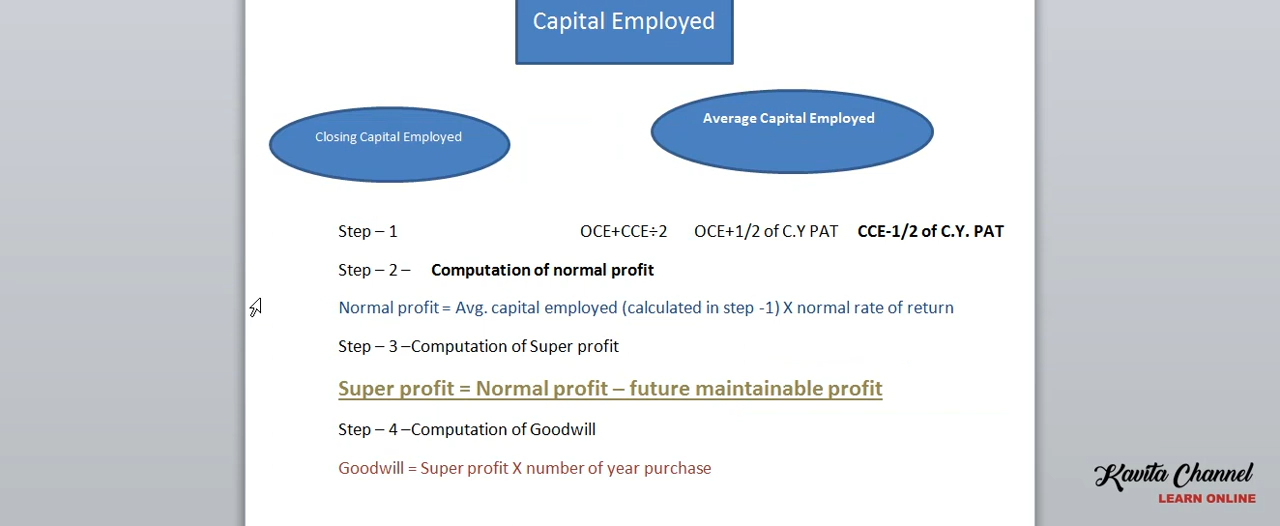 Capital Employed
Closing Capital Employed
Average Capital Employed
Step – 1 OCE+CCE÷2 OCE+1/2 of C.Y PAT CCE-1/2 of C.Y. PAT
Step – 2 – Computation of normal profit
Normal profit = Avg. capital employed (calculated in step -1) X normal rate of return
Step – 3 –Computation of Super profit
Super profit = Normal profit – future maintainable profit
Step – 4 –Computation of Goodwill
Goodwill = Super profit X number of year purchase
Kavita Channel
LEARN ONLINE